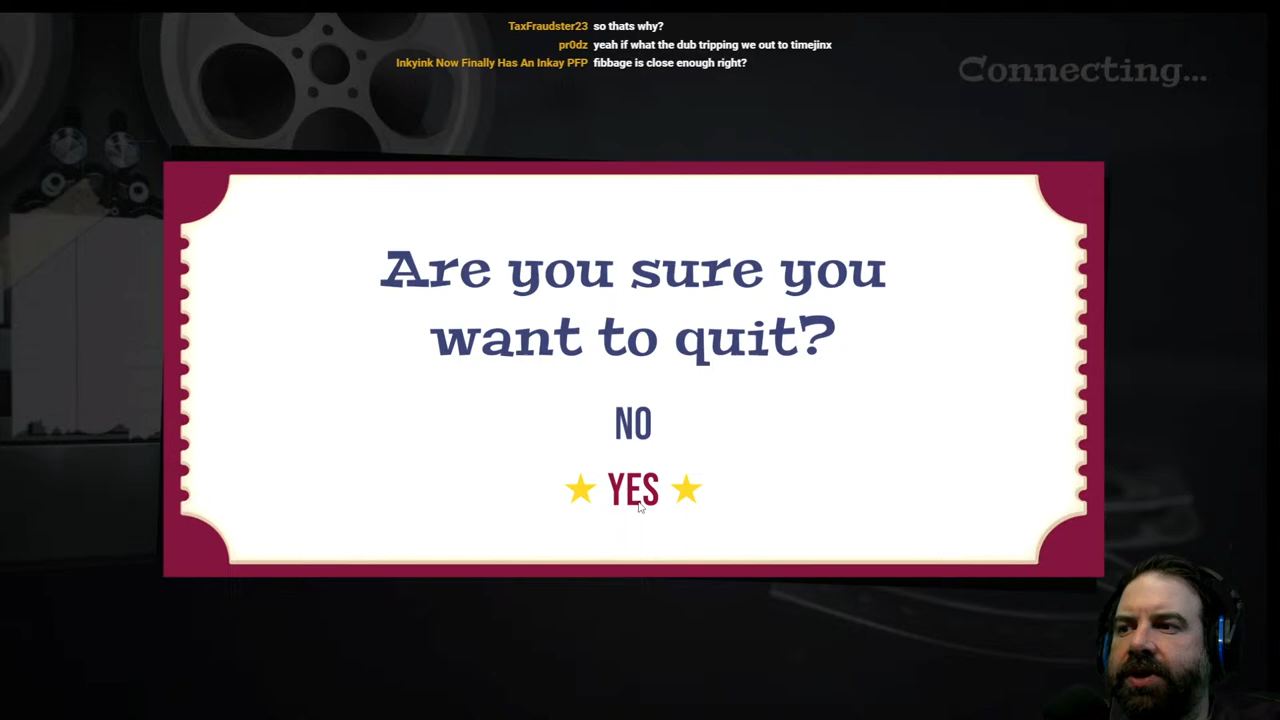 TaxFraudster23 so thats why?
pr0dz yeah if what the dub tripping we out to timejinx
Inkyink Now Finally Has An Inkay PFP fibbage is close enough right?
Connecting...
Are you sure you
want to quit?
NO
YES